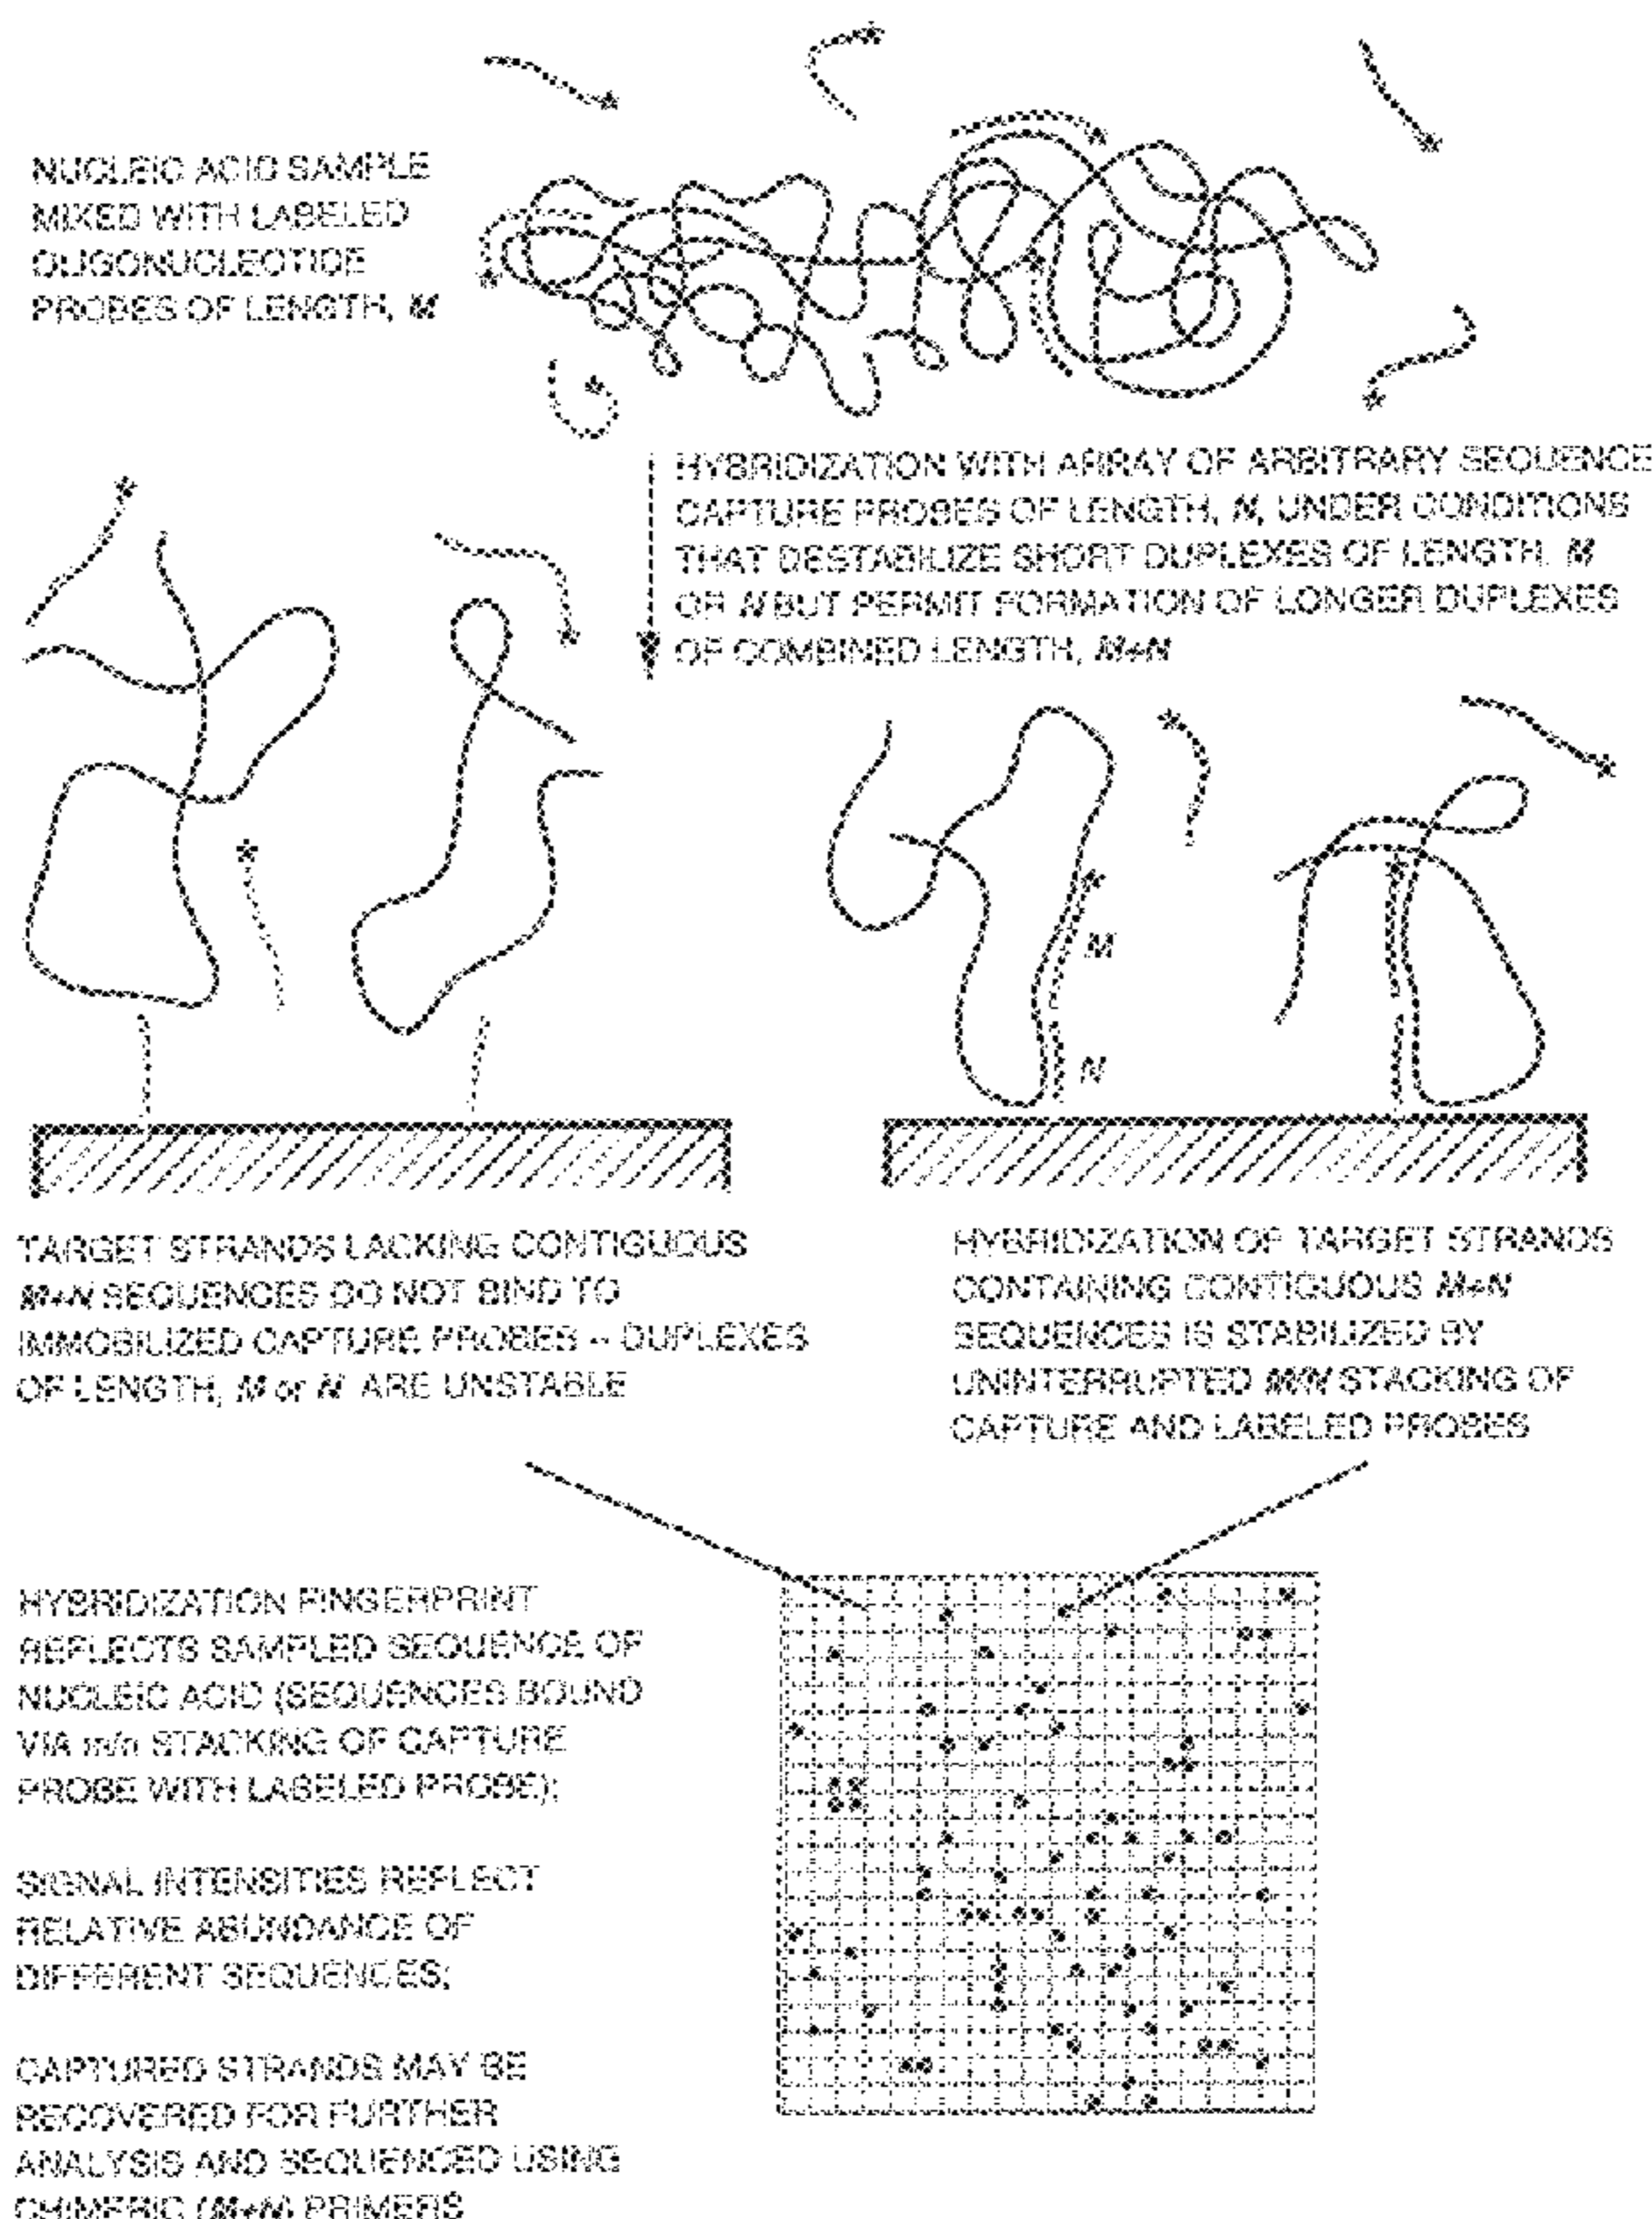 NUCLEIC ACID SAMPLE
MIXED WITH LABELED
OLIGONUCLEOTIDE
PROBES OF LENGTH, M
HYBRIDIZATION WITH ARRAY OF ARBITRARY SEQUENCE
CAPTURE PROBES OF LENGTH, N, UNDER CONDITIONS
THAT DESTABILIZE SHORT DUPLEXES OF LENGTH, M
OR N BUT PERMIT FORMATION OF LONGER DUPLEXES
OF COMBINED LENGTH, M+N
M
N
TARGET STRANDS LACKING CONTIGUOUS
M+N SEQUENCES DO NOT BIND TO
IMMOBILIZED CAPTURE PROBES -- DUPLEXES
OF LENGTH, M or N ARE UNSTABLE
HYBRIDIZATION OF TARGET STRANDS
CONTAINING CONTIGUOUS M+N
SEQUENCES IS STABILIZED BY
UNINTERRUPTED M/N STACKING OF
CAPTURE AND LABELED PROBES
HYBRIDIZATION FINGERPRINT
REFLECTS SAMPLED SEQUENCE OF
NUCLEIC ACID (SEQUENCES BOUND
VIA m/n STACKING OF CAPTURE
PROBE WITH LABELED PROBE);
SIGNAL INTENSITIES REFLECT
RELATIVE ABUNDANCE OF
DIFFERENT SEQUENCES;
CAPTURED STRANDS MAY BE
RECOVERED FOR FURTHER
ANALYSIS AND SEQUENCED USING
CHIMERIC (M+N) PRIMERS